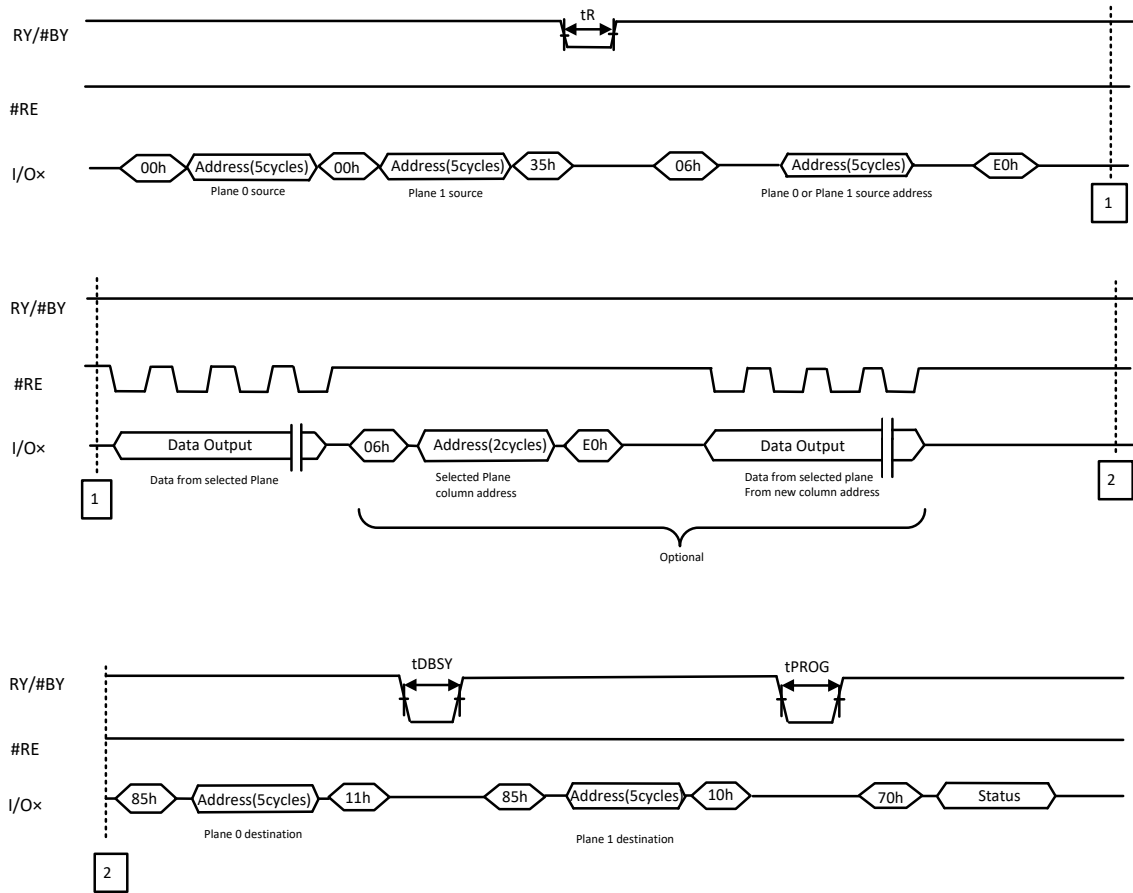 tR
RY/#BY
#RE
I/O×
00h Address(5cycles) 00h Address(5cycles) 35h 06h Address(5cycles) E0h
Plane 0 source Plane 1 source Plane 0 or Plane 1 source address
1
RY/#BY
#RE
I/O×
Data Output 06h Address(2cycles) E0h Data Output
Data from selected Plane Selected Plane Data from selected plane
column address From new column address
1 2
Optional
tDBSY tPROG
RY/#BY
#RE
I/O×
85h Address(5cycles) 11h 85h Address(5cycles) 10h 70h Status
Plane 0 destination Plane 1 destination
2